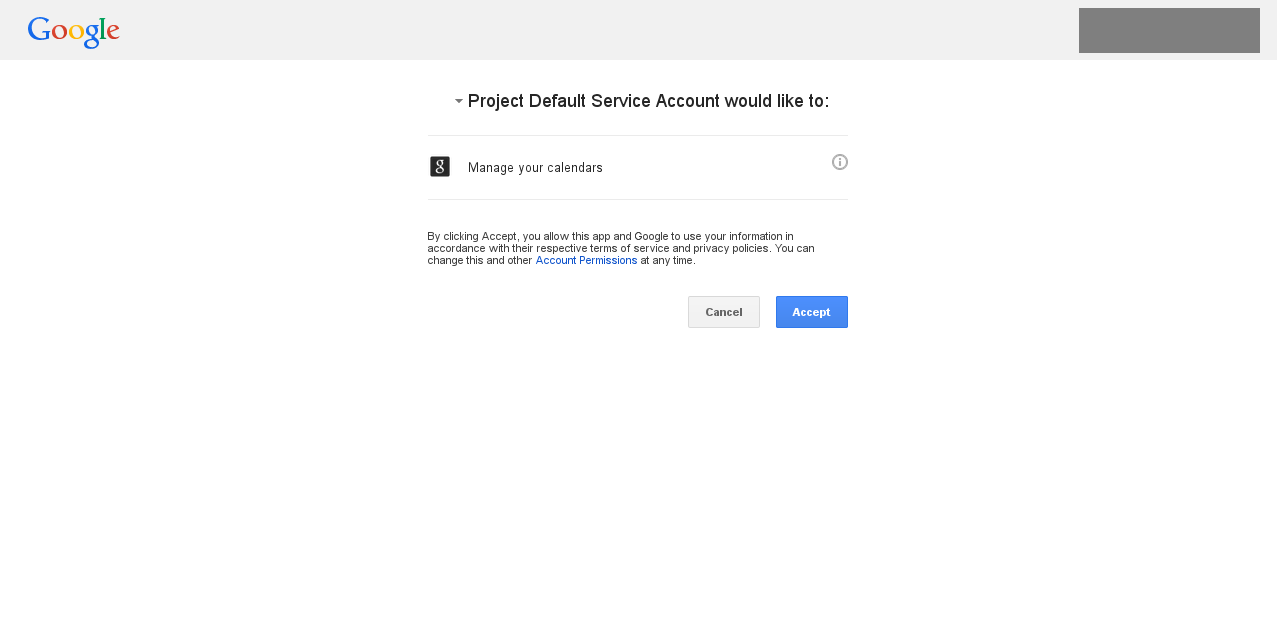 Google
Project Default Service Account would like to:
g
Manage your calendars
By clicking Accept, you allow this app and Google to use your information in
accordance with their respective terms of service and privacy policies. You can
change this and other Account Permissions at any time.
Cancel
Accept